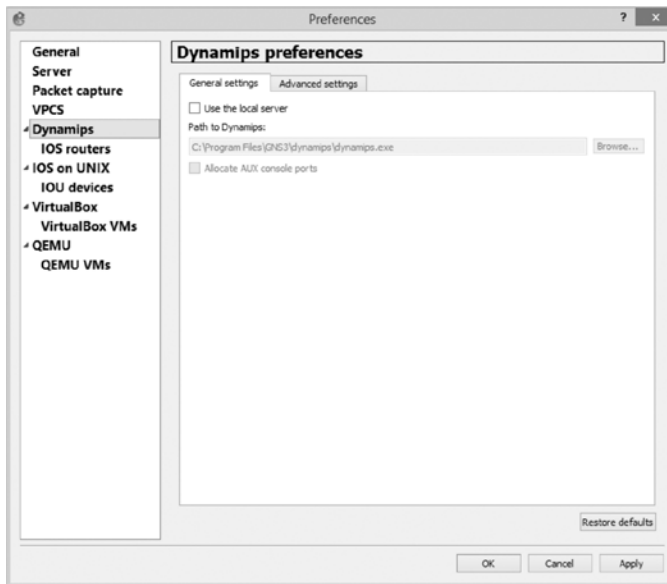 Preferences
? x
General
Server
Packet capture
VPCS
Dynamips
IOS routers
IOS on UNIX
IOU devices
VirtualBox
VirtualBox VMs
QEMU
QEMU VMs
Dynamips preferences
General settings Advanced settings
Use the local server
Path to Dynamips:
C:\Program Files\GNS3\dynamips\dynamips.exe Browse...
Allocate AUX console ports
Restore defaults
OK Cancel Apply